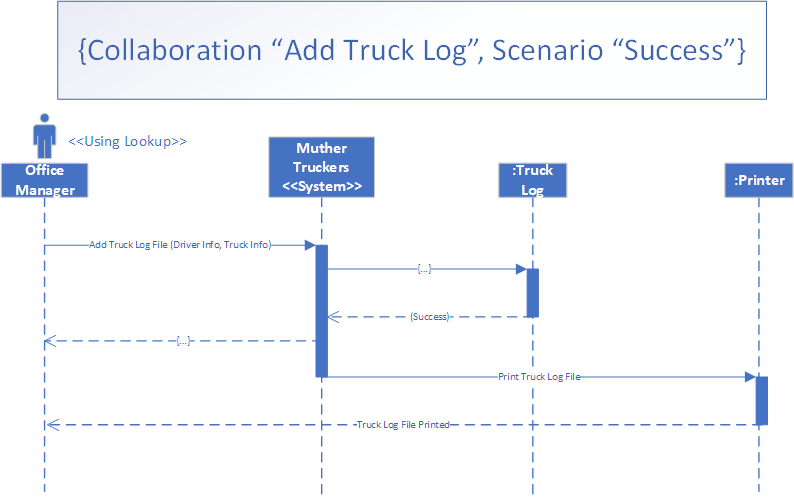 {Collaboration “Add Truck Log”, Scenario “Success”}
<<Using Lookup>>
Office
Manager
Muther
Truckers
<<System>>
:Truck
Log
:Printer
Add Truck Log File (Driver Info, Truck Info)
{...}
(Success)
{...}
Print Truck Log File
Truck Log File Printed